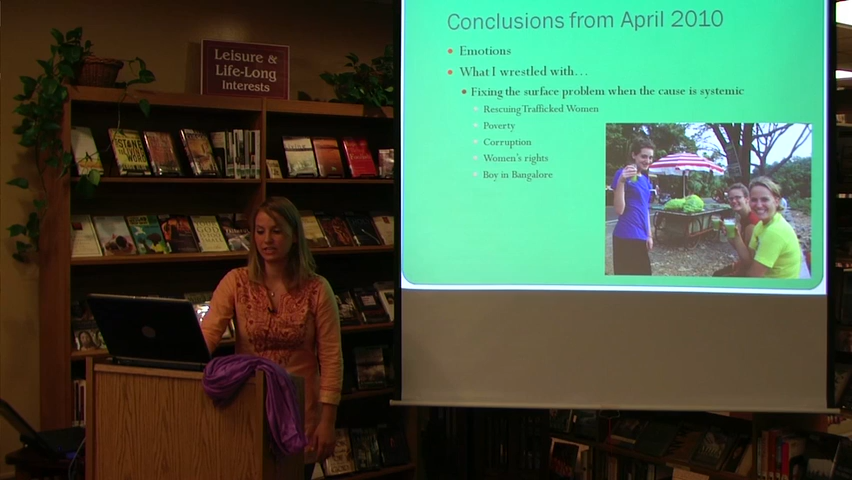 Leisure &
Life-Long
Interests
Conclusions from April 2010
Emotions
What I wrestled with…
Fixing the surface problem when the cause is systemic
Rescuing Trafficked Women
Poverty
Corruption
Women's rights
Boy in Bangalore